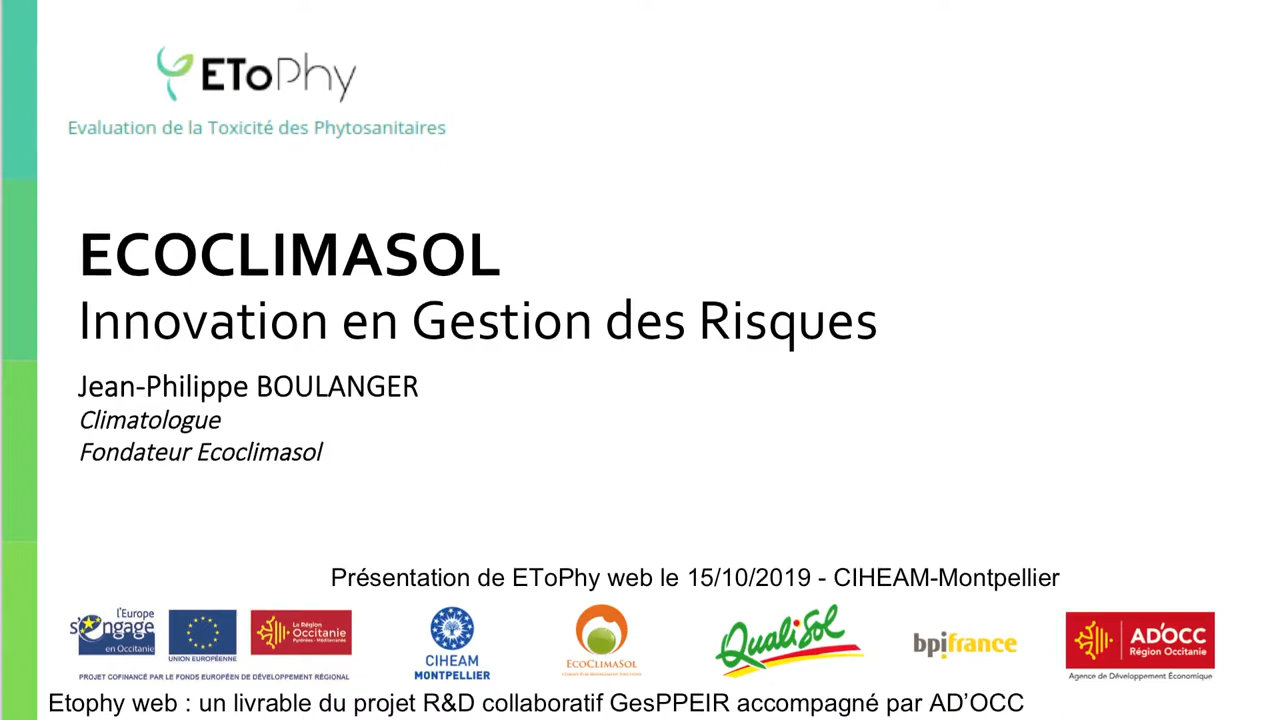 EToPhy
Evaluation de la Toxicité des Phytosanitaires
ECOCLIMASOL
Innovation en Gestion des Risques
Jean-Philippe BOULANGER
Climatologue
Fondateur Ecoclimasol
Présentation de EToPhy web le 15/10/2019 - CIHEAM-Montpellier
l'Europe
s'engage
en Occitanie
UNION EUROPÉENNE
La Région
Occitanie
Pyrénées - Méditerranée
PROJET COFINANCÉ PAR LE FONDS EUROPÉEN DE DÉVELOPPEMENT RÉGIONAL
CIHEAM
MONTPELLIER
ECOCLIMASOL
QualiSol
bpifrance
AD'OCC
Région Occitanie
Agence de Développement Économique
Etophy web : un livrable du projet R&D collaboratif GesPPEIR accompagné par AD’OCC